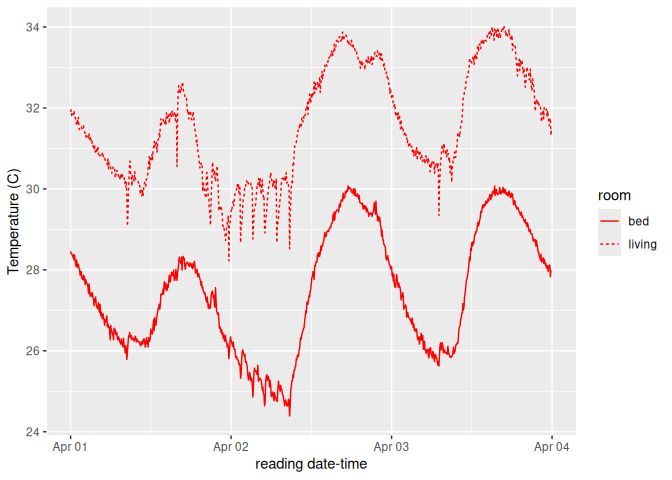 34
32
30
28
26
24
Temperature (C)
Apr 01
Apr 02
Apr 03
Apr 04
reading date-time
room
bed
living